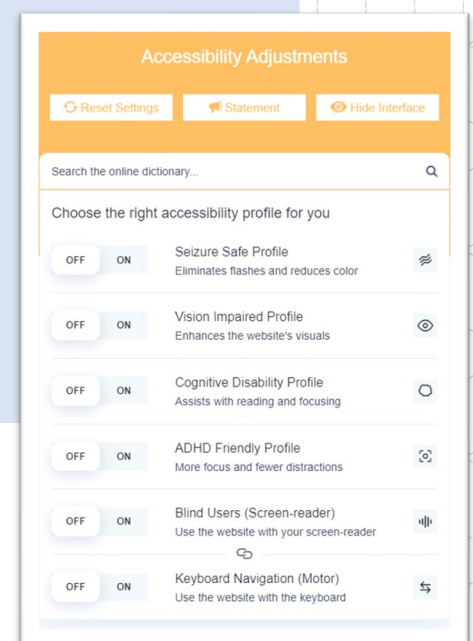 Accessibility Adjustments
Reset Settings
Statement
Hide Interface
Search the online dictionary...
Choose the right accessibility profile for you
OFF ON Seizure Safe Profile
Eliminates flashes and reduces color
OFF ON Vision Impaired Profile
Enhances the website's visuals
OFF ON Cognitive Disability Profile
Assists with reading and focusing
OFF ON ADHD Friendly Profile
More focus and fewer distractions
OFF ON Blind Users (Screen-reader)
Use the website with your screen-reader
OFF ON Keyboard Navigation (Motor)
Use the website with the keyboard